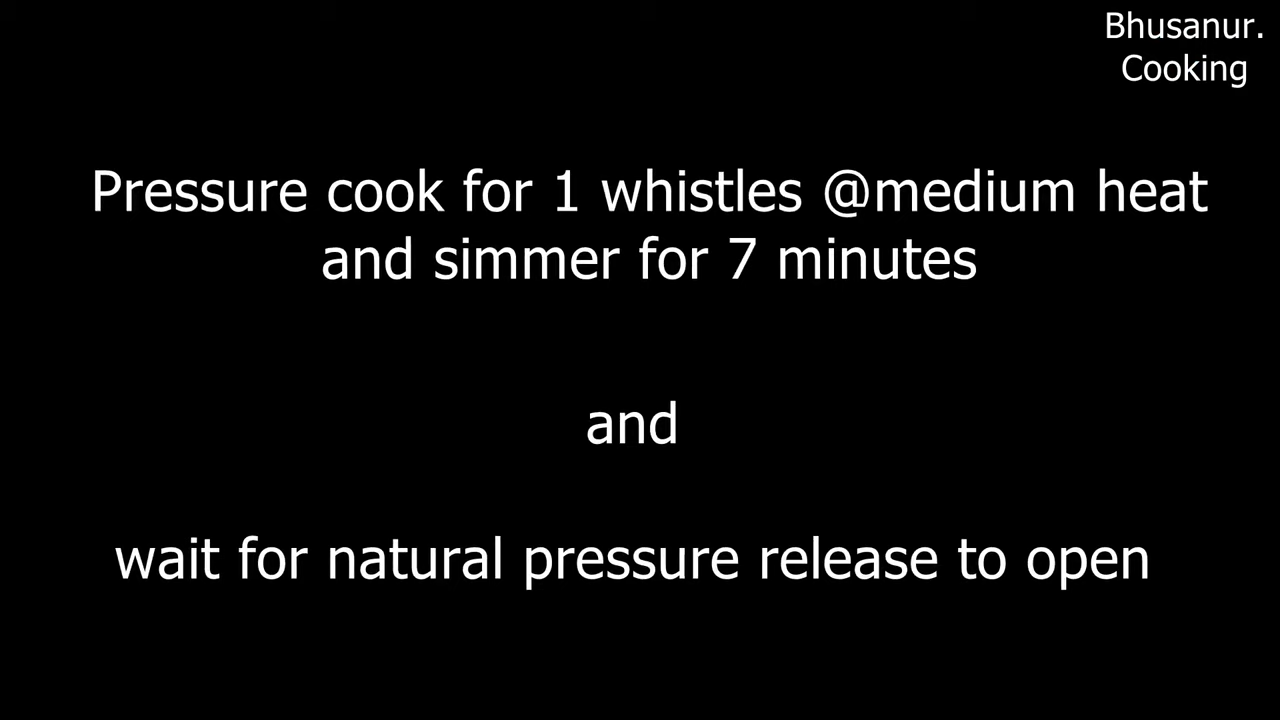 Bhusanur.
Cooking
Pressure cook for 1 whistles @medium heat
and simmer for 7 minutes
and
wait for natural pressure release to open